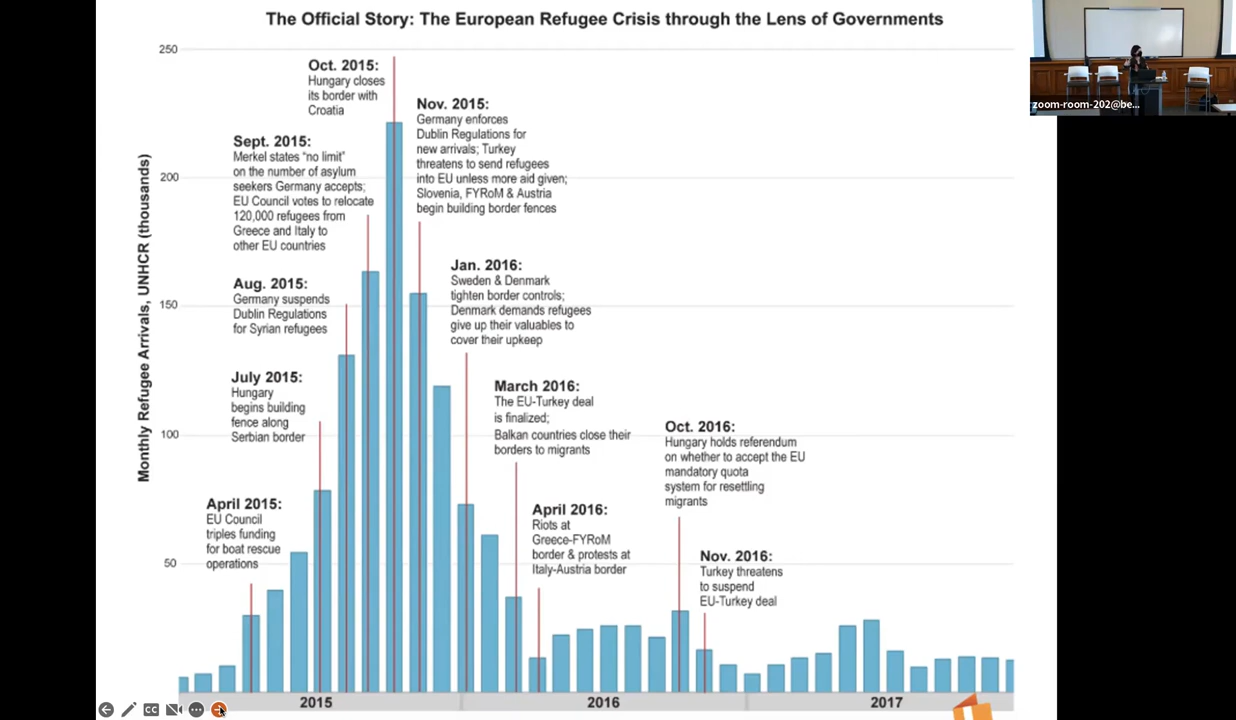 The Official Story: The European Refugee Crisis through the Lens of Governments
zoom-room-202@be...
Monthly Refugee Arrivals, UNHCR (thousands)
250
200
150
100
50
April 2015:
EU Council
triples funding
for boat rescue
operations
July 2015:
Hungary
begins building
fence along
Serbian border
Aug. 2015:
Germany suspends
Dublin Regulations
for Syrian refugees
Sept. 2015:
Merkel states "no limit"
on the number of asylum
seekers Germany accepts;
EU Council votes to relocate
120,000 refugees from
Greece and Italy to
other EU countries
Oct. 2015:
Hungary closes
its border with
Croatia
Nov. 2015:
Germany enforces
Dublin Regulations for
new arrivals; Turkey
threatens to send refugees
into EU unless more aid given;
Slovenia, FYRoM & Austria
begin building border fences
Jan. 2016:
Sweden & Denmark
tighten border controls;
Denmark demands refugees
give up their valuables to
cover their upkeep
March 2016:
The EU-Turkey deal
is finalized;
Balkan countries close their
borders to migrants
April 2016:
Riots at
Greece-FYRoM
border & protests at
Italy-Austria border
Oct. 2016:
Hungary holds referendum
on whether to accept the EU
mandatory quota
system for resettling
migrants
Nov. 2016:
Turkey threatens
to suspend
EU-Turkey deal
2015
2016
2017
CC